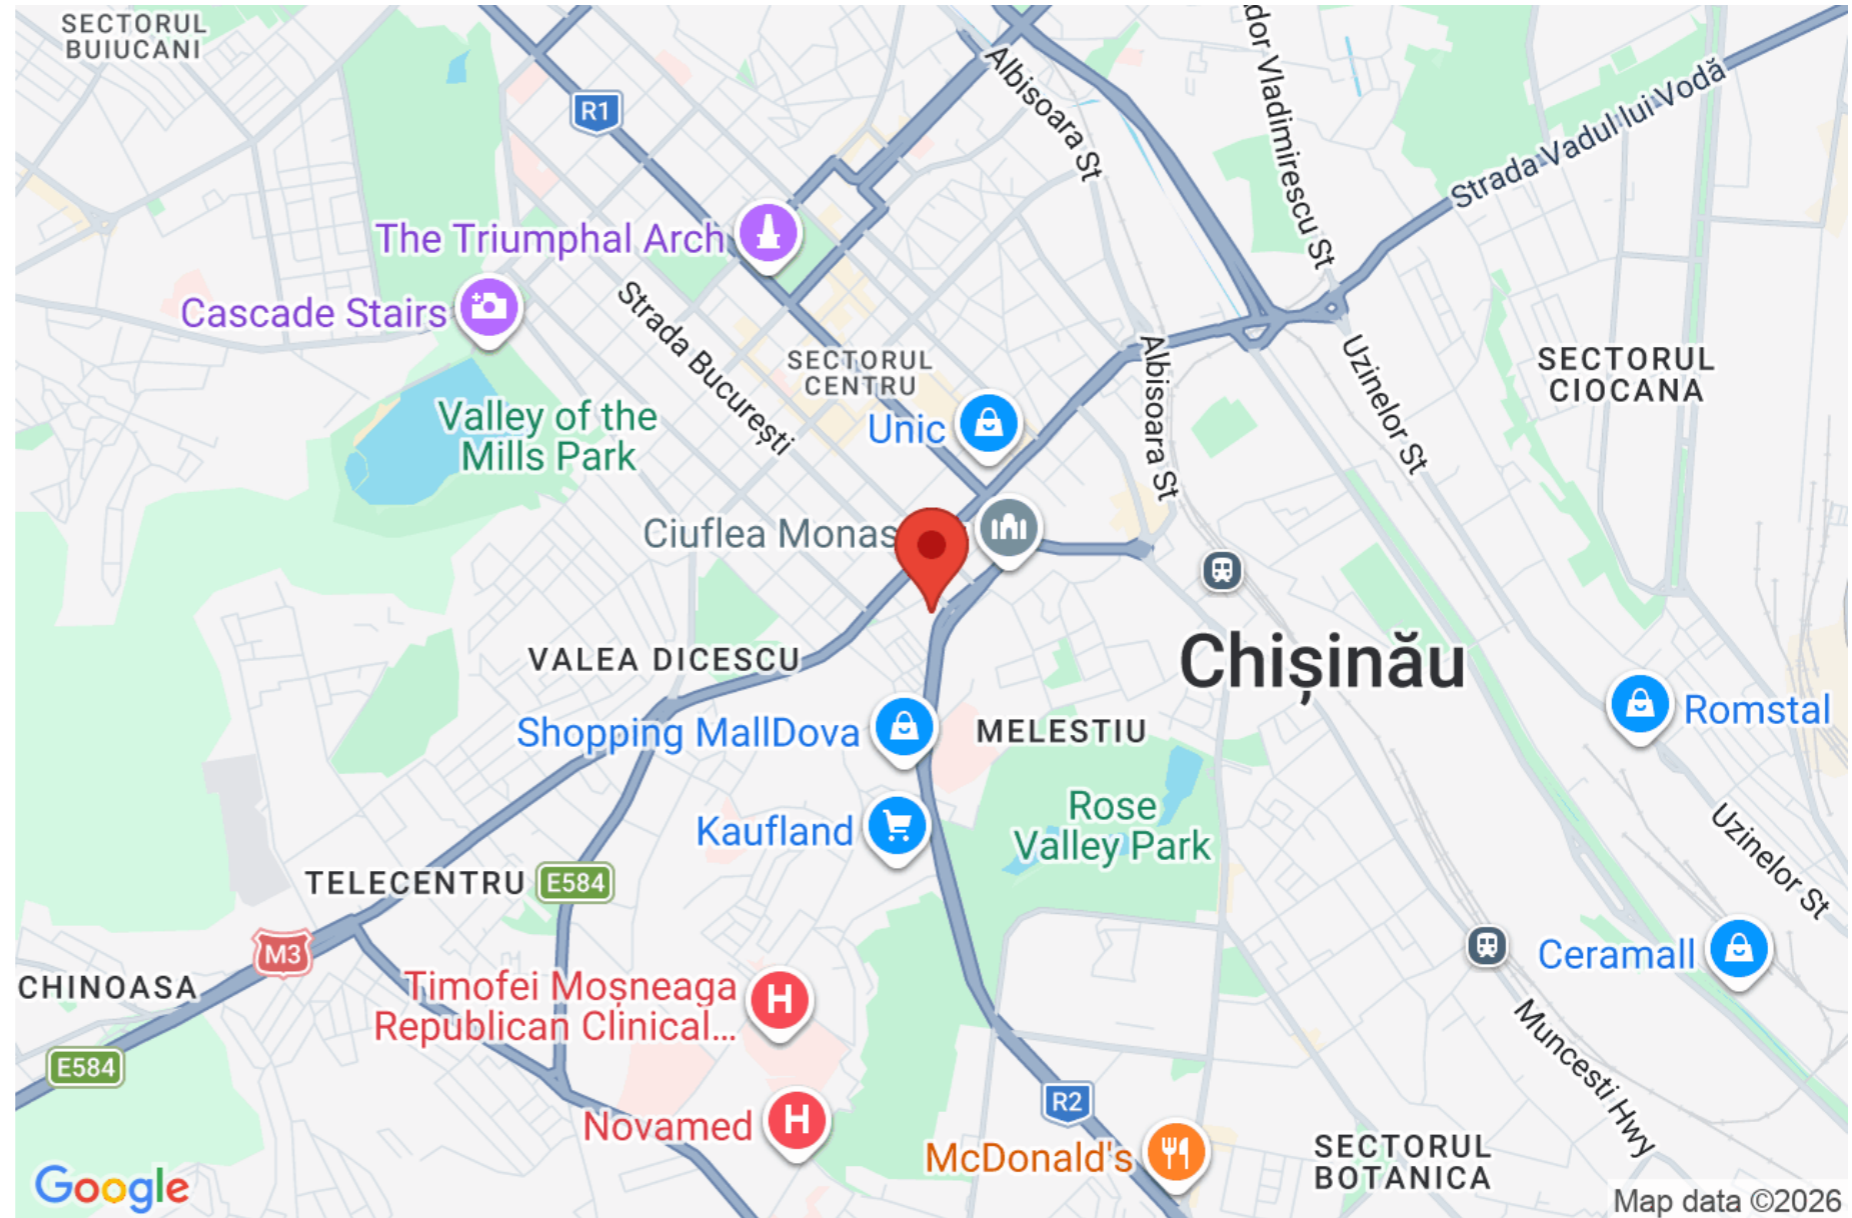 SECTORUL
BUIUCANI
R1
Albisoara St
dor Vladimirescu St
Strada Vadul lui Vodă
The Triumphal Arch
Cascade Stairs
Strada București
SECTORUL
CENTRU
Albisoara St
Uzinelor St
SECTORUL
CIOCANA
Valley of the
Mills Park
Unic
Ciuflea Monas
VALEA DICESCU
Chișinău
Shopping MallDova
MELESTIU
Romstal
Rose
Valley Park
Kaufland
Uzinelor St
TELECENTRU
E584
M3
CHINOASA
Ceramall
Timofei Moșneaga
Republican Clinical...
H
Muncesti Hwy
E584
R2
Novamed
H
McDonald's
SECTORUL
BOTANICA
Google
Map data ©2026